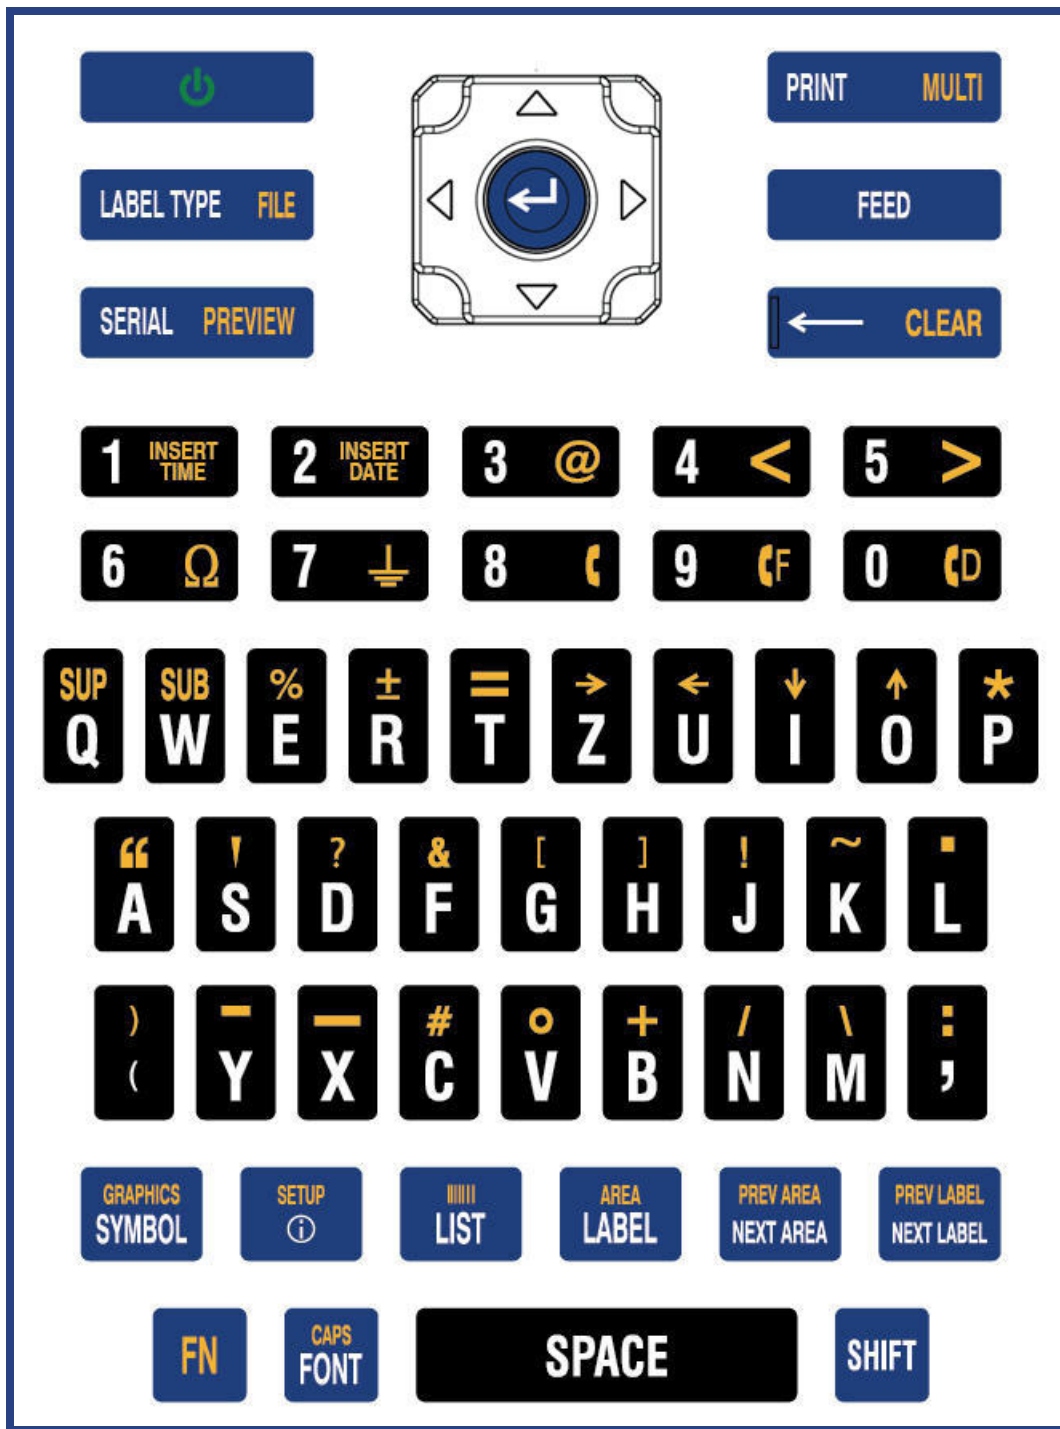 PRINT MULTI
LABEL TYPE FILE
FEED
SERIAL PREVIEW
← CLEAR
1 INSERT TIME 2 INSERT DATE 3 @ 4 < 5 >
6 Ω 7 ⏚ 8 9 F 0 D
SUP SUB % ± = → ← ↓ ↑ *
Q W E R T Z U I O P
“ ' ? & [ ] ! ~ .
A S D F G H J K L
) - — # ° + / \ :
( Y X C V B N M ,
GRAPHICS SETUP AREA PREV AREA PREV LABEL
SYMBOL ⓘ LIST LABEL NEXT AREA NEXT LABEL
CAPS
FN FONT SPACE SHIFT